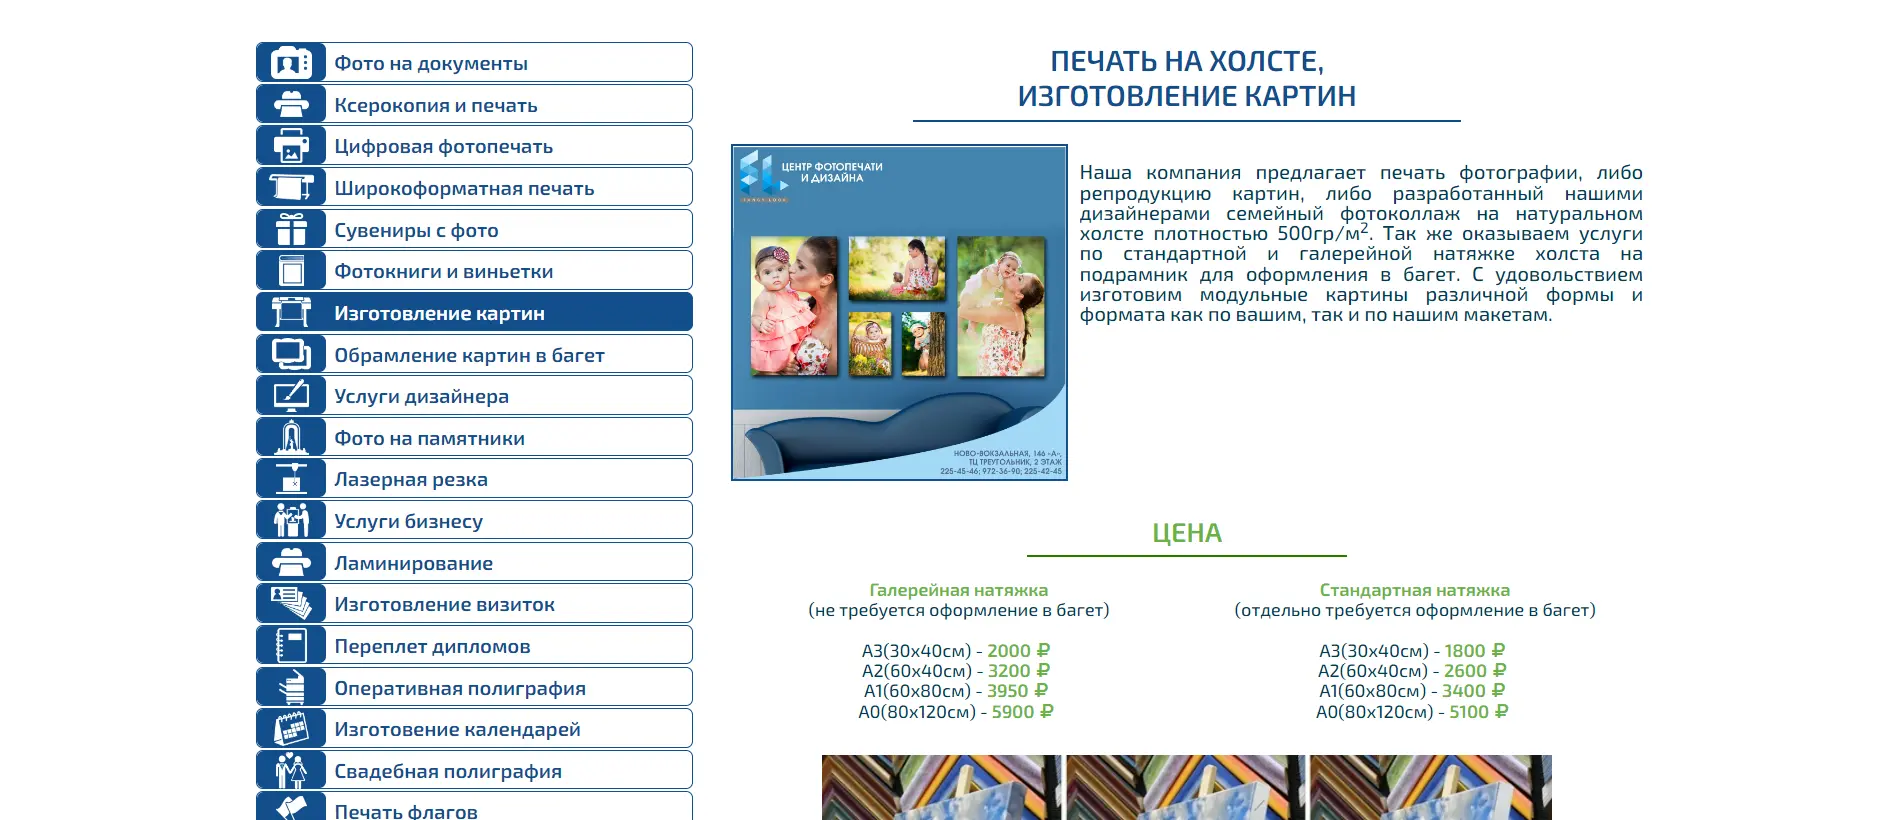 Фото на документы
Ксерокопия и печать
Цифровая фотопечать
Широкоформатная печать
Сувениры с фото
Фотокниги и виньетки
Изготовление картин
Обрамление картин в багет
Услуги дизайнера
Фото на памятники
Лазерная резка
Услуги бизнесу
Ламинирование
Изготовление визиток
Переплет дипломов
Оперативная полиграфия
Изготовение календарей
Свадебная полиграфия
Печать флагов
ПЕЧАТЬ НА ХОЛСТЕ,
ИЗГОТОВЛЕНИЕ КАРТИН
ЦЕНТР ФОТОПЕЧАТИ
И ДИЗАЙНА
НОВО-ВОКЗАЛЬНАЯ, 146 «А»,
ТЦ ТРЕУГОЛЬНИК, 2 ЭТАЖ
225-45-46; 972-36-90; 225-42-45
Наша компания предлагает печать фотографии, либо
репродукцию картин, либо разработанный нашими
дизайнерами семейный фотоколлаж на натуральном
холсте плотностью 500гр/м². Так же оказываем услуги
по стандартной и галерейной натяжке холста на
подрамник для оформления в багет. С удовольствием
изготовим модульные картины различной формы и
формата как по вашим, так и по нашим макетам.
ЦЕНА
Галерейная натяжка
(не требуется оформление в багет)
А3(30х40см) - 2000 ₽
А2(60х40см) - 3200 ₽
А1(60х80см) - 3950 ₽
А0(80х120см) - 5900 ₽
Стандартная натяжка
(отдельно требуется оформление в багет)
А3(30х40см) - 1800 ₽
А2(60х40см) - 2600 ₽
А1(60х80см) - 3400 ₽
А0(80х120см) - 5100 ₽